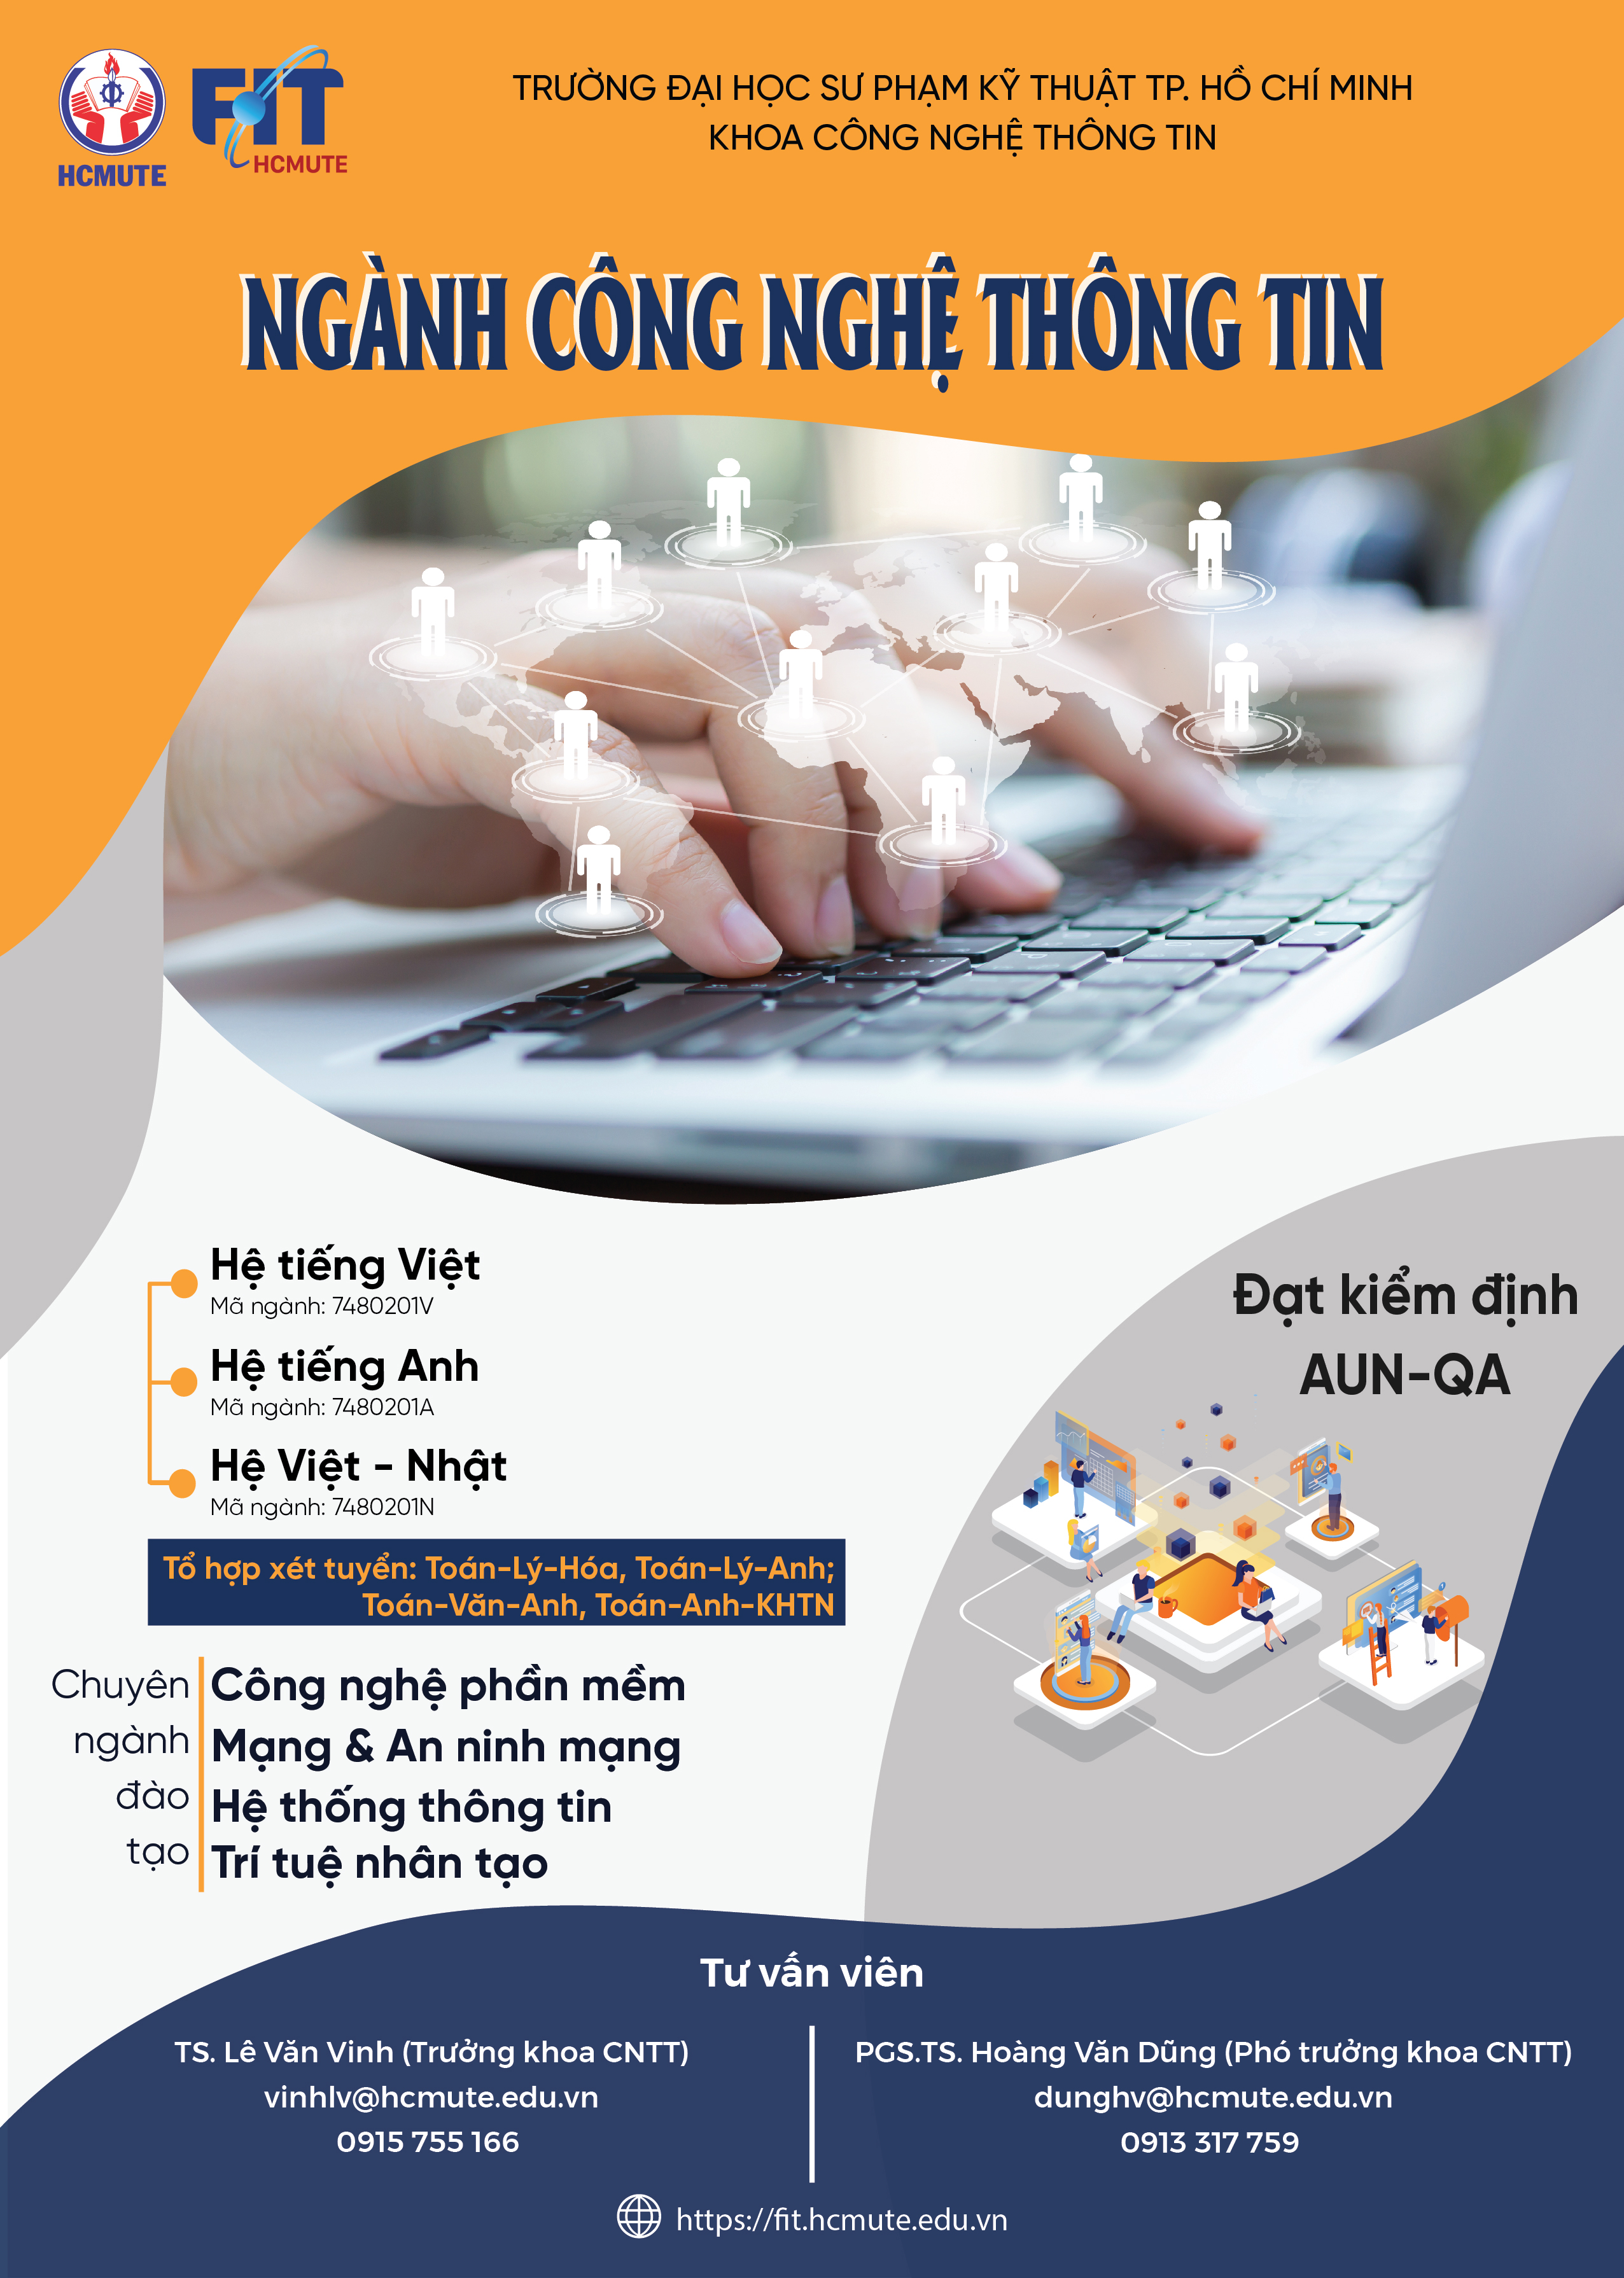 HCMUTE
FIT
HCMUTE
TRƯỜNG ĐẠI HỌC SƯ PHẠM KỸ THUẬT TP. HỒ CHÍ MINH
KHOA CÔNG NGHỆ THÔNG TIN
NGÀNH CÔNG NGHỆ THÔNG TIN
Hệ tiếng Việt
Mã ngành: 7480201V
Hệ tiếng Anh
Mã ngành: 7480201A
Hệ Việt - Nhật
Mã ngành: 7480201N
Tổ hợp xét tuyển: Toán-Lý-Hóa, Toán-Lý-Anh;
Toán-Văn-Anh, Toán-Anh-KHTN
Đạt kiểm định
AUN-QA
Chuyên
ngành
đào
tạo
Công nghệ phần mềm
Mạng & An ninh mạng
Hệ thống thông tin
Trí tuệ nhân tạo
Tư vấn viên
TS. Lê Văn Vinh (Trưởng khoa CNTT)
vinhlv@hcmute.edu.vn
0915 755 166
PGS.TS. Hoàng Văn Dũng (Phó trưởng khoa CNTT)
dunghv@hcmute.edu.vn
0913 317 759
https://fit.hcmute.edu.vn